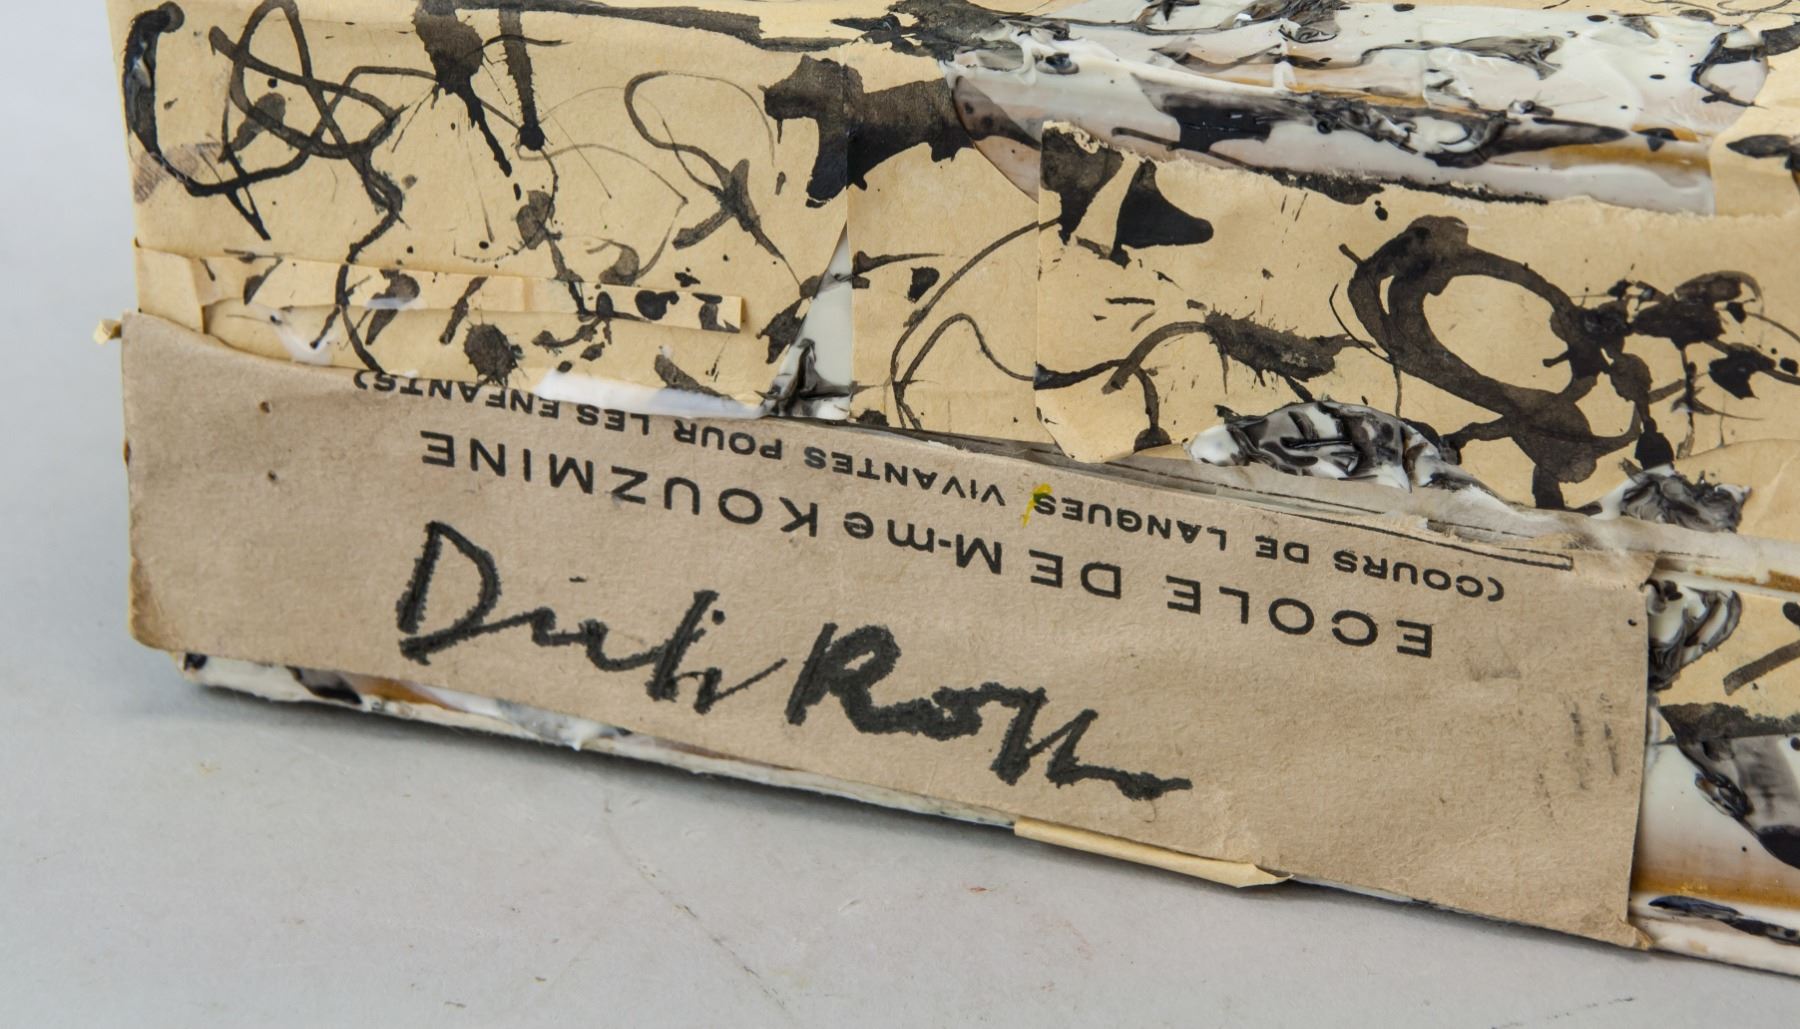 ECOLE DE M-me KOUZMINE
(COURS DE LANGUES VIVANTES POUR LES ENFANTS)
Dieter Roth